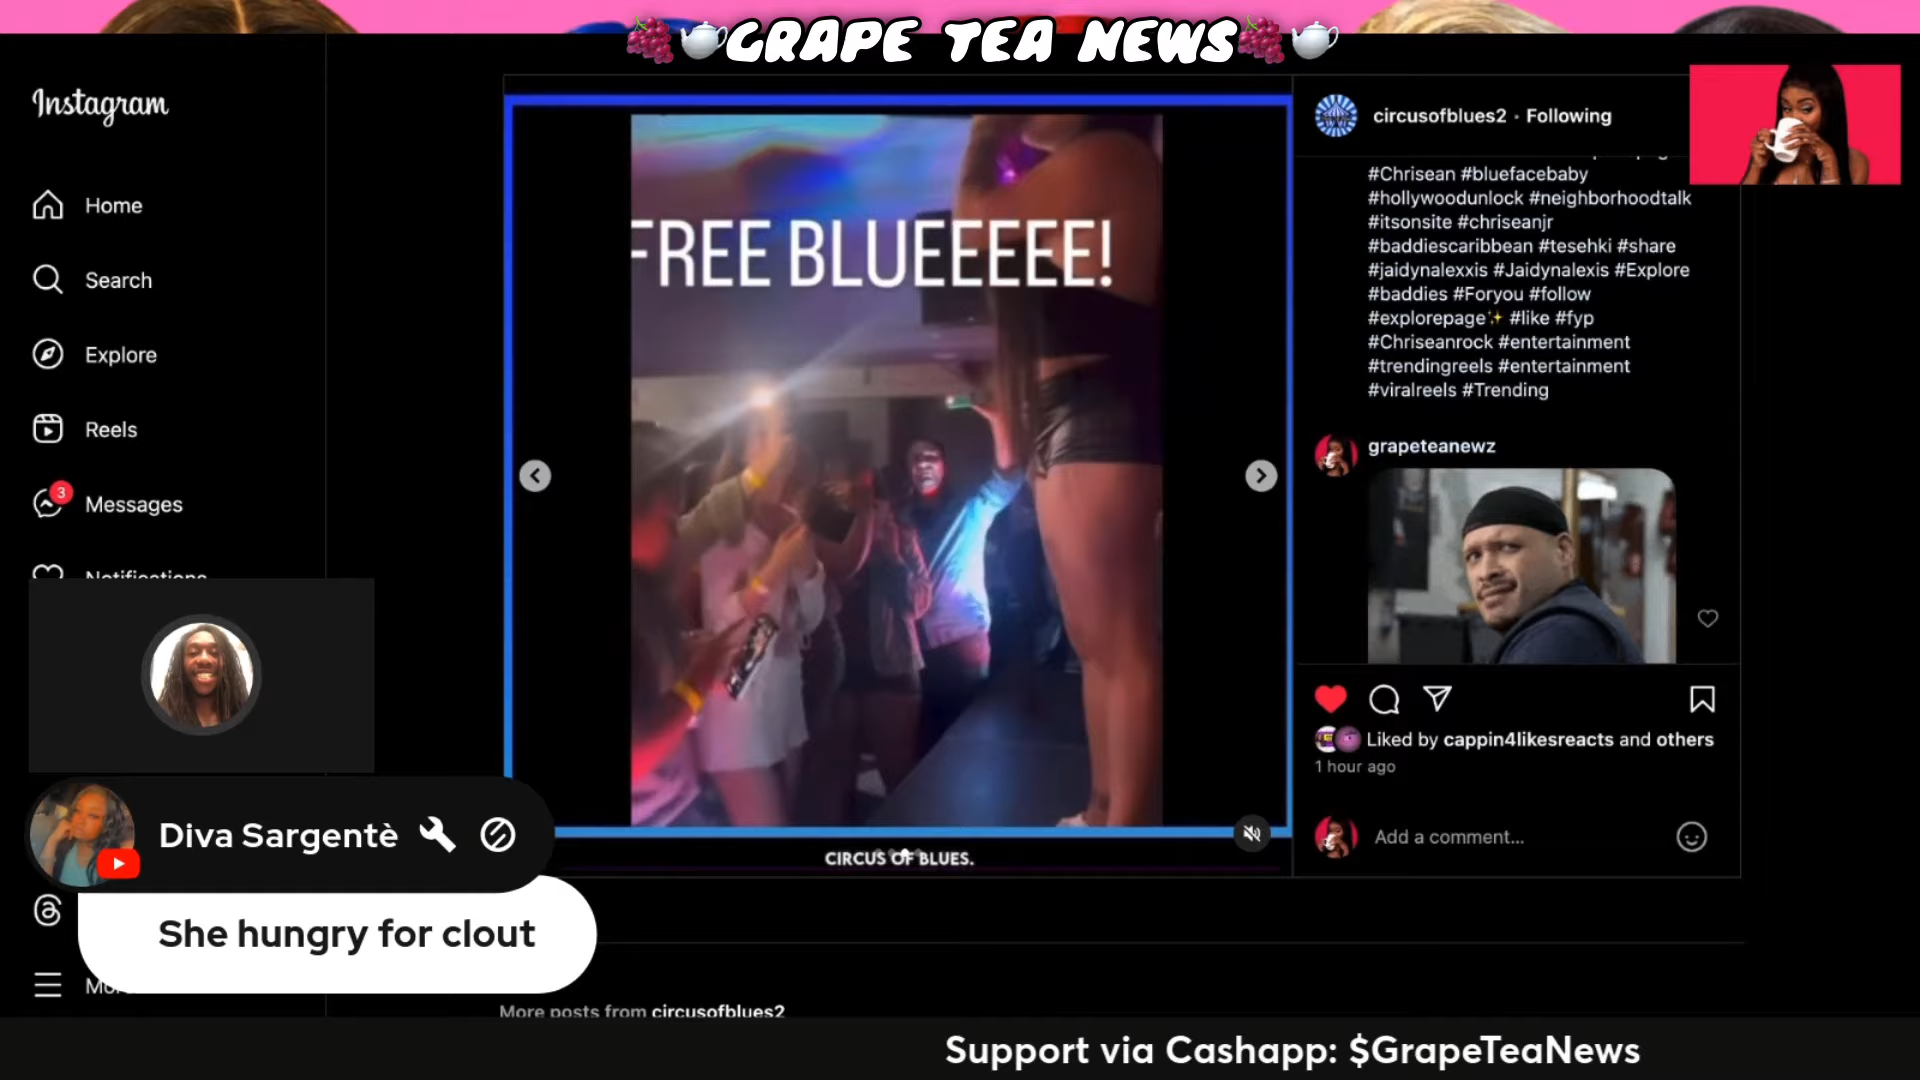 GRAPE TEA NEWS
Instagram
Home
Search
Explore
Reels
3
Messages
Notifications
More
FREE BLUEEEEE!
CIRCUS OF BLUES.
circusofblues2 • Following
#Chrisean #bluefacebaby
#hollywoodunlock #neighborhoodtalk
#itsonsite #chriseanjr
#baddiescaribbean #tesehki #share
#jaidynalexxis #Jaidynalexis #Explore
#baddies #Foryou #follow
#explorepage✨ #like #fyp
#Chriseanrock #entertainment
#trendingreels #entertainment
#viralreels #Trending
grapeteanewz
Liked by cappin4likesreacts and others
1 hour ago
Add a comment...
Diva Sargentè
She hungry for clout
More posts from circusofblues2
Support via Cashapp: $GrapeTeaNews